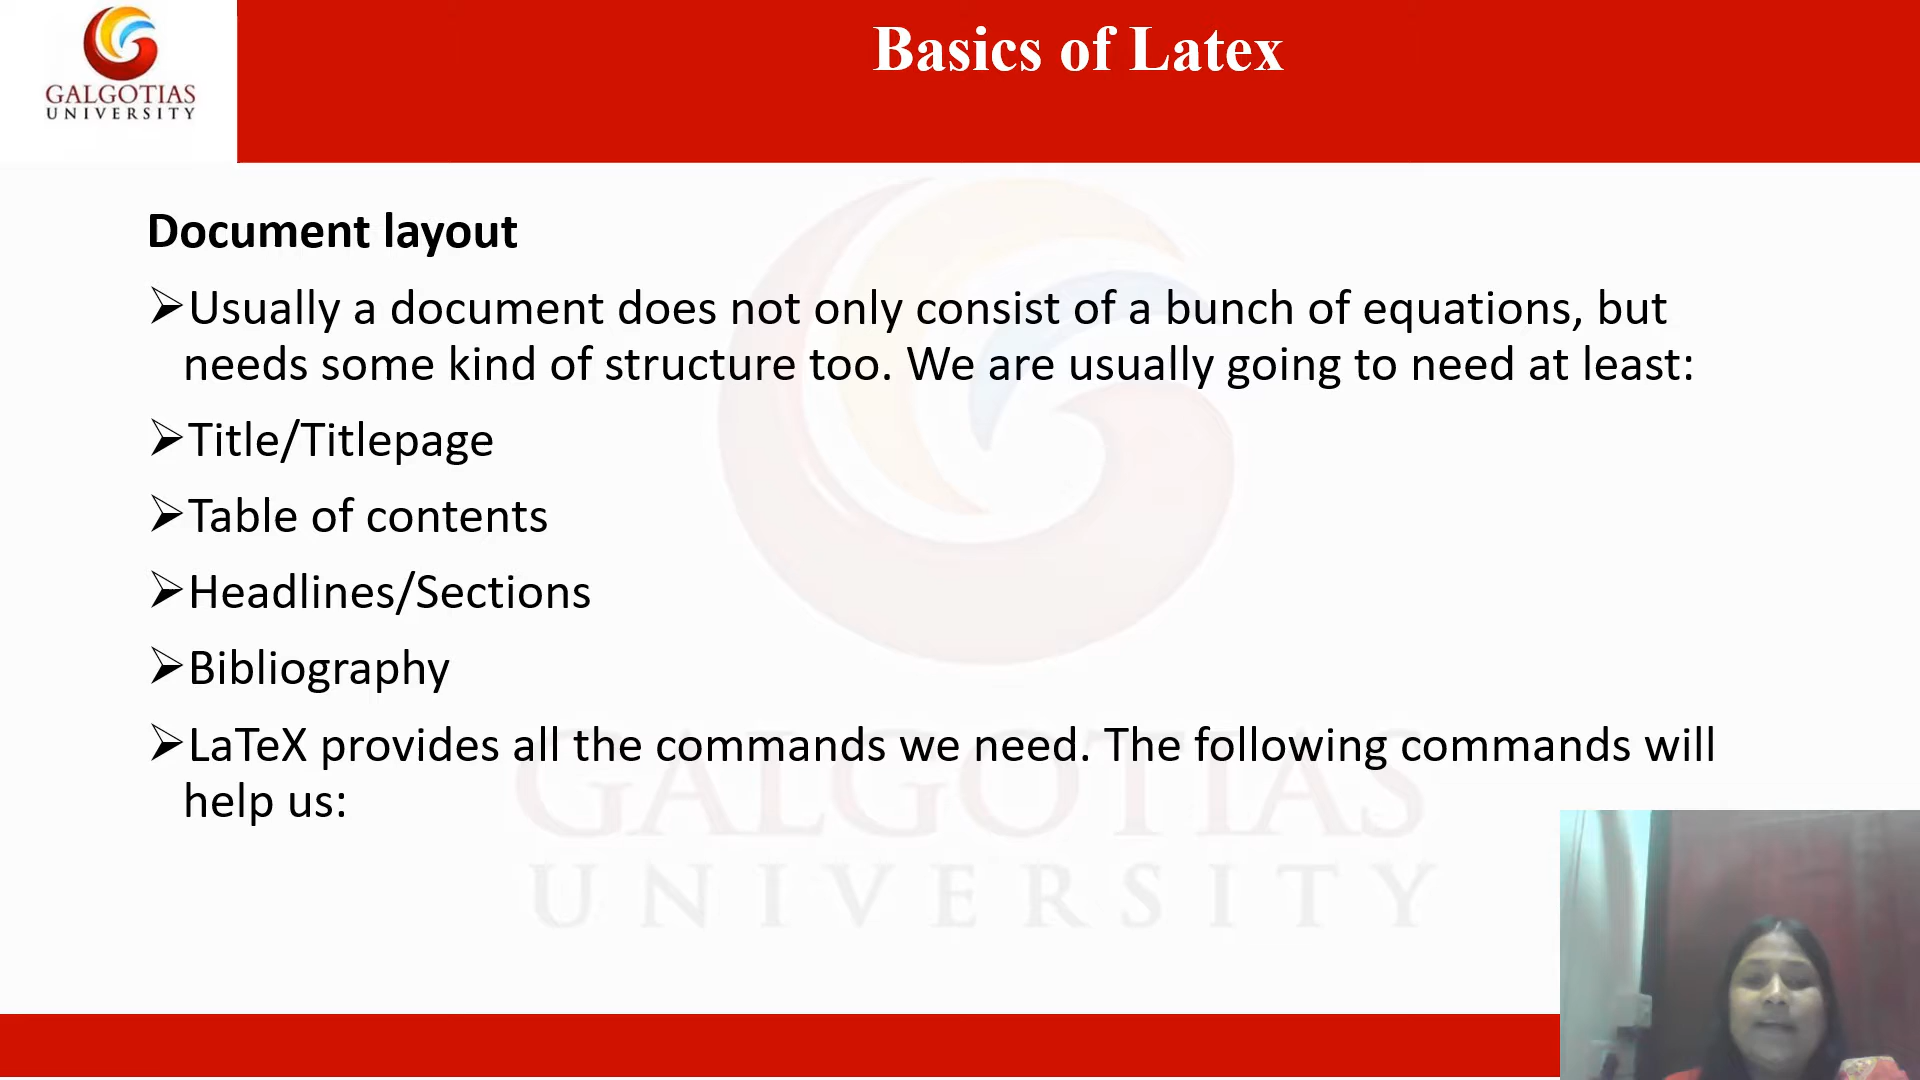 GALGOTIAS
UNIVERSITY
Basics of Latex
Document layout
➢Usually a document does not only consist of a bunch of equations, but
needs some kind of structure too. We are usually going to need at least:
➢Title/Titlepage
➢Table of contents
➢Headlines/Sections
➢Bibliography
➢LaTeX provides all the commands we need. The following commands will
help us:
GALGOTIAS
UNIVERSITY